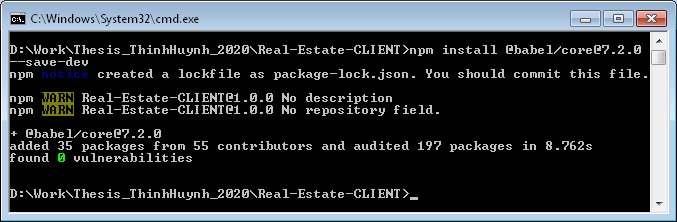 C:\Windows\System32\cmd.exe
D:\Work\Thesis_ThinhHuynh_2020\Real-Estate-CLIENT>npm install @babel/core@7.2.0
--save-dev
npm notice created a lockfile as package-lock.json. You should commit this file.
npm WARN Real-Estate-CLIENT@1.0.0 No description
npm WARN Real-Estate-CLIENT@1.0.0 No repository field.
+ @babel/core@7.2.0
added 35 packages from 55 contributors and audited 197 packages in 8.762s
found 0 vulnerabilities
D:\Work\Thesis_ThinhHuynh_2020\Real-Estate-CLIENT>_